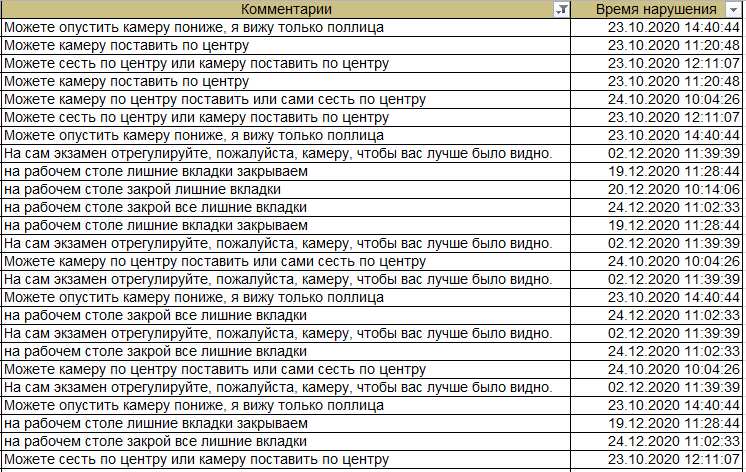 Комментарии Время нарушения
Можете опустить камеру пониже, я вижу только поллица 23.10.2020 14:40:44
Можете камеру поставить по центру 23.10.2020 11:20:48
Можете сесть по центру или камеру поставить по центру 23.10.2020 12:11:07
Можете камеру поставить по центру 23.10.2020 11:20:48
Можете камеру по центру поставить или сами сесть по центру 24.10.2020 10:04:26
Можете сесть по центру или камеру поставить по центру 23.10.2020 12:11:07
Можете опустить камеру пониже, я вижу только поллица 23.10.2020 14:40:44
На сам экзамен отрегулируйте, пожалуйста, камеру, чтобы вас лучше было видно. 02.12.2020 11:39:39
на рабочем столе лишние вкладки закрываем 19.12.2020 11:28:44
на рабочем столе закрой лишние вкладки 20.12.2020 10:14:06
на рабочем столе закрой все лишние вкладки 24.12.2020 11:02:33
на рабочем столе лишние вкладки закрываем 19.12.2020 11:28:44
На сам экзамен отрегулируйте, пожалуйста, камеру, чтобы вас лучше было видно. 02.12.2020 11:39:39
Можете камеру по центру поставить или сами сесть по центру 24.10.2020 10:04:26
На сам экзамен отрегулируйте, пожалуйста, камеру, чтобы вас лучше было видно. 02.12.2020 11:39:39
Можете опустить камеру пониже, я вижу только поллица 23.10.2020 14:40:44
на рабочем столе закрой все лишние вкладки 24.12.2020 11:02:33
На сам экзамен отрегулируйте, пожалуйста, камеру, чтобы вас лучше было видно. 02.12.2020 11:39:39
на рабочем столе закрой все лишние вкладки 24.12.2020 11:02:33
Можете камеру по центру поставить или сами сесть по центру 24.10.2020 10:04:26
На сам экзамен отрегулируйте, пожалуйста, камеру, чтобы вас лучше было видно. 02.12.2020 11:39:39
Можете опустить камеру пониже, я вижу только поллица 23.10.2020 14:40:44
на рабочем столе лишние вкладки закрываем 19.12.2020 11:28:44
на рабочем столе закрой все лишние вкладки 24.12.2020 11:02:33
Можете сесть по центру или камеру поставить по центру 23.10.2020 12:11:07